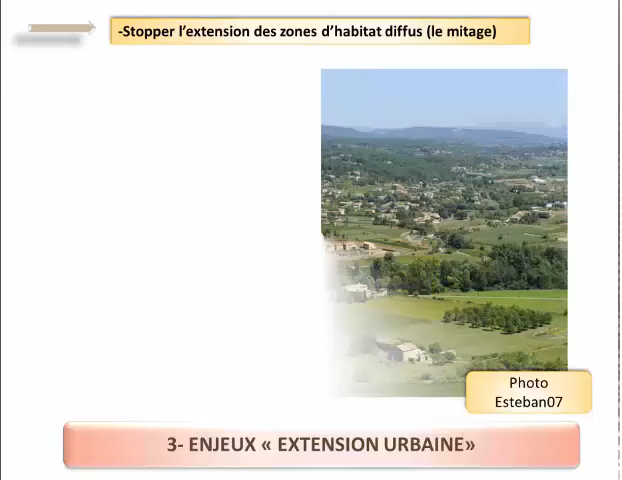 -Stopper l’extension des zones d’habitat diffus (le mitage)
Photo
Esteban07
3- ENJEUX « EXTENSION URBAINE»